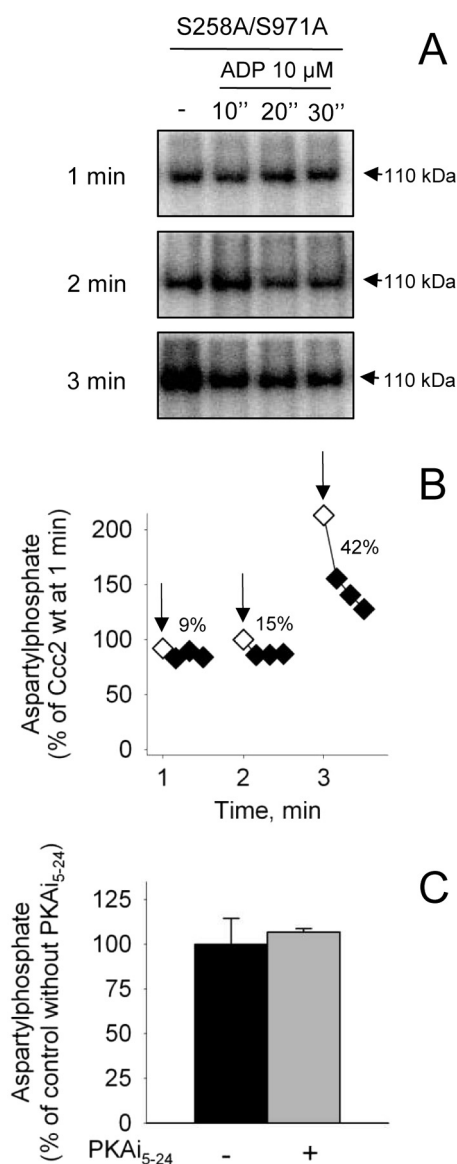 S258A/S971A
A
ADP 10 μM
- 10’’ 20’’ 30’’
1 min 110 kDa
2 min 110 kDa
3 min 110 kDa
B
Aspartylphosphate
(% of Ccc2 wt at 1 min)
200
150
100
50
0
9%
15%
42%
1 2 3
Time, min
C
Aspartylphosphate
(% of control without PKAi5-24)
125
100
75
50
25
0
PKAi5-24 - +